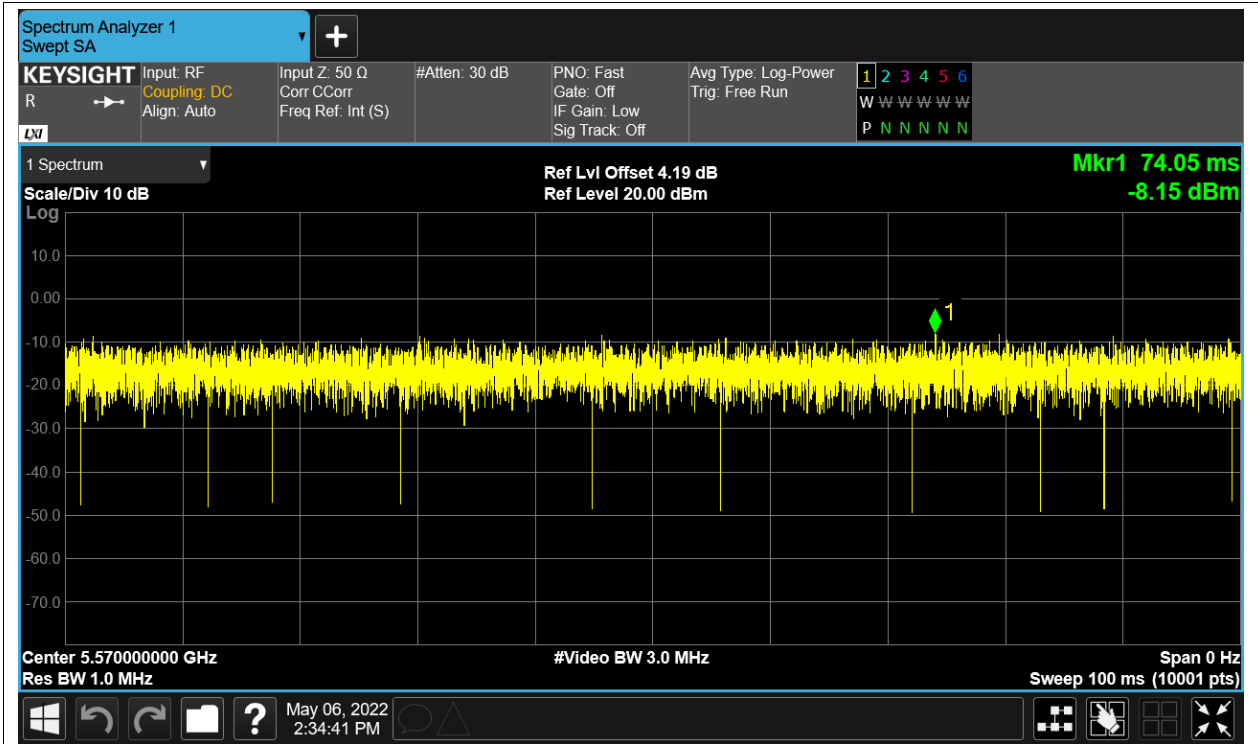 Spectrum Analyzer 1
Swept SA
+
KEYSIGHT
R
LXI
Input: RF
Coupling: DC
Align: Auto
Input Z: 50 Ω
Corr CCorr
Freq Ref: Int (S)
#Atten: 30 dB
PNO: Fast
Gate: Off
IF Gain: Low
Sig Track: Off
Avg Type: Log-Power
Trig: Free Run
1 2 3 4 5 6
W W W W W W
P N N N N N
1 Spectrum
Scale/Div 10 dB
Log
Ref Lvl Offset 4.19 dB
Ref Level 20.00 dBm
Mkr1 74.05 ms
-8.15 dBm
10.0
0.00
-10.0
-20.0
-30.0
-40.0
-50.0
-60.0
-70.0
1
Center 5.570000000 GHz
Res BW 1.0 MHz
#Video BW 3.0 MHz
Span 0 Hz
Sweep 100 ms (10001 pts)
?
May 06, 2022
2:34:41 PM